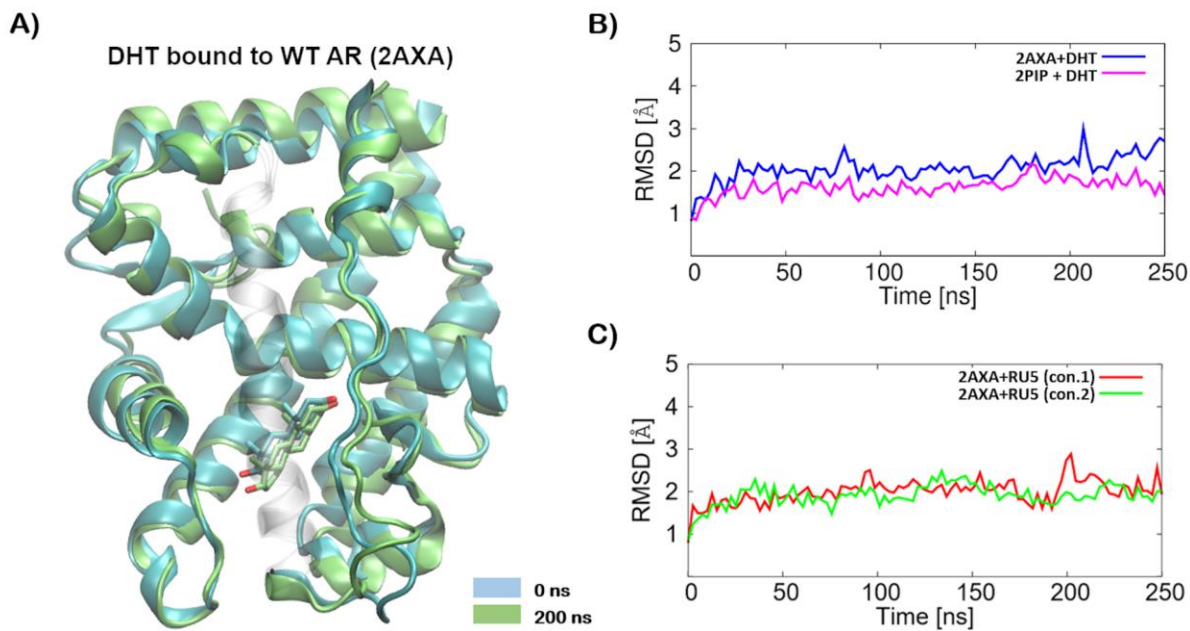 A)
DHT bound to WT AR (2AXA)
0 ns
200 ns
B)
5
4
3
2
1
RMSD [Å]
2AXA+DHT
2PIP + DHT
0 50 100 150 200 250
Time [ns]
C)
5
4
3
2
1
RMSD [Å]
2AXA+RU5 (con.1)
2AXA+RU5 (con.2)
0 50 100 150 200 250
Time [ns]